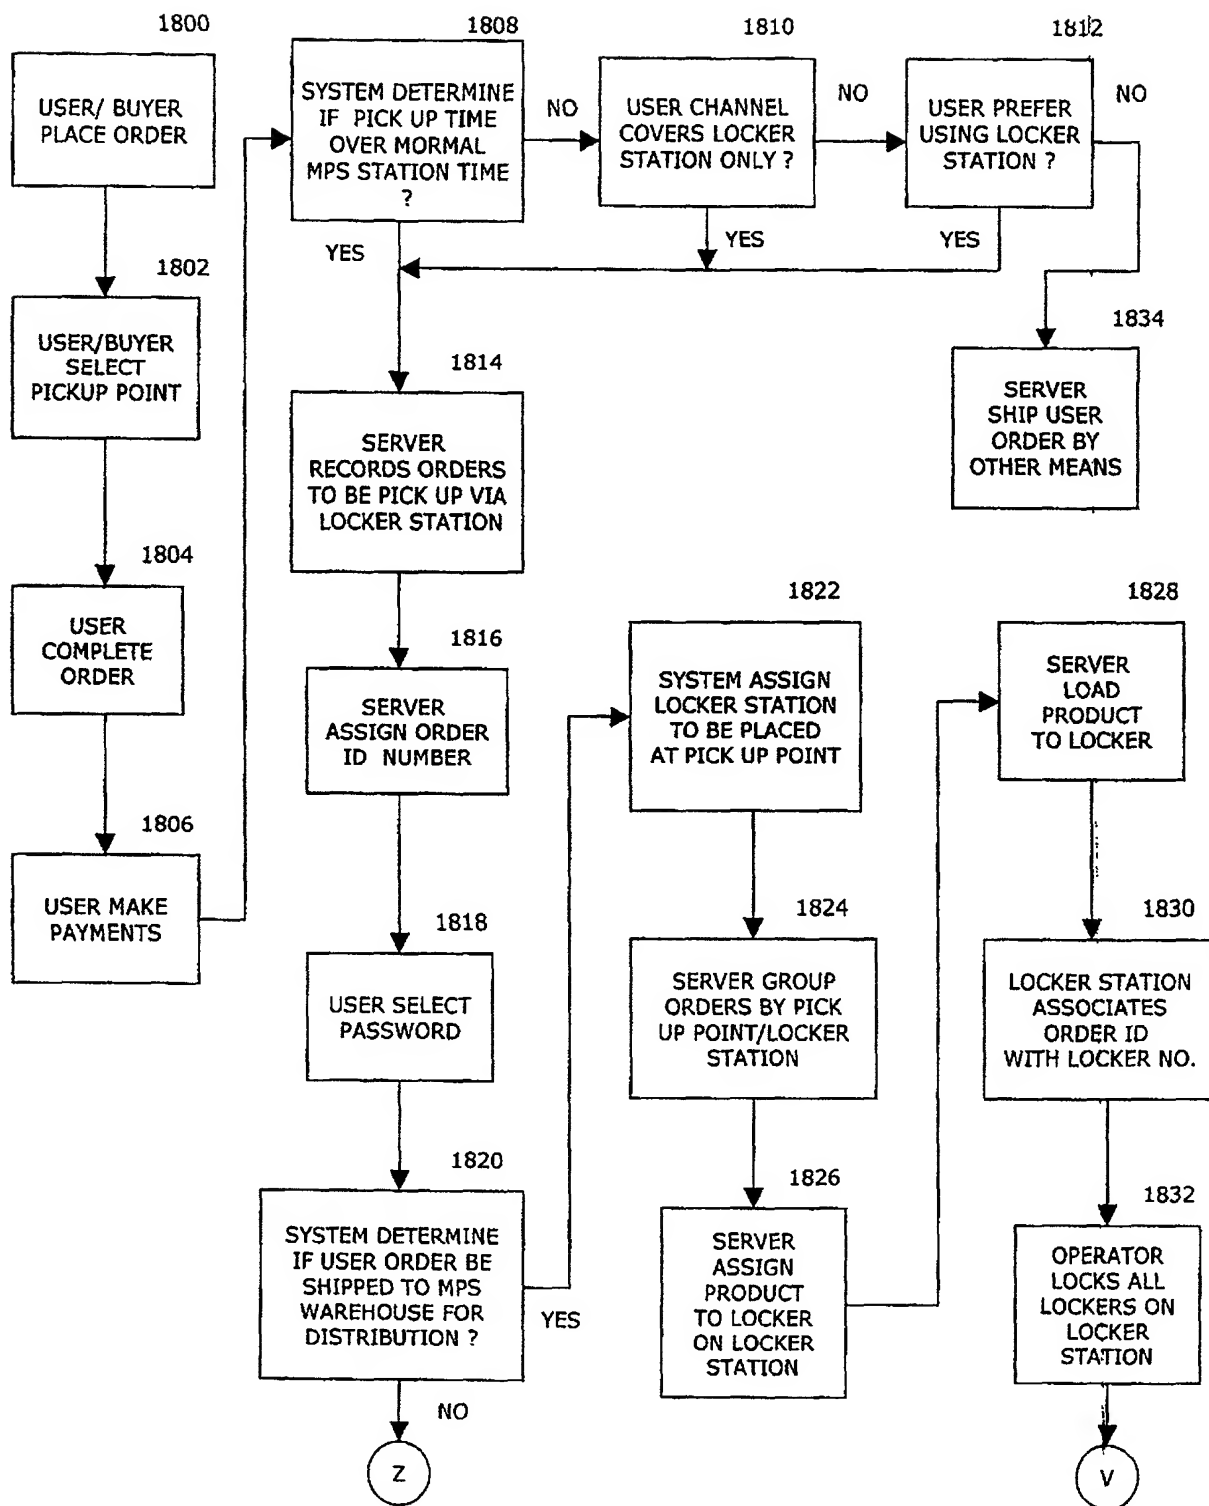 1800
USER/ BUYER
PLACE ORDER
1802
USER/BUYER
SELECT
PICKUP POINT
1804
USER
COMPLETE
ORDER
1806
USER MAKE
PAYMENTS
1808
SYSTEM DETERMINE
IF PICK UP TIME
OVER MORMAL
MPS STATION TIME
?
NO
YES
1810
USER CHANNEL
COVERS LOCKER
STATION ONLY ?
NO
YES
1812
USER PREFER
USING LOCKER
STATION ?
NO
YES
1834
SERVER
SHIP USER
ORDER BY
OTHER MEANS
1814
SERVER
RECORDS ORDERS
TO BE PICK UP VIA
LOCKER STATION
1816
SERVER
ASSIGN ORDER
ID NUMBER
1818
USER SELECT
PASSWORD
1820
SYSTEM DETERMINE
IF USER ORDER BE
SHIPPED TO MPS
WAREHOUSE FOR
DISTRIBUTION ?
YES
NO
Z
1822
SYSTEM ASSIGN
LOCKER STATION
TO BE PLACED
AT PICK UP POINT
1824
SERVER GROUP
ORDERS BY PICK
UP POINT/LOCKER
STATION
1826
SERVER
ASSIGN
PRODUCT
TO LOCKER
ON LOCKER
STATION
1828
SERVER
LOAD
PRODUCT
TO LOCKER
1830
LOCKER STATION
ASSOCIATES
ORDER ID
WITH LOCKER NO.
1832
OPERATOR
LOCKS ALL
LOCKERS ON
LOCKER
STATION
V